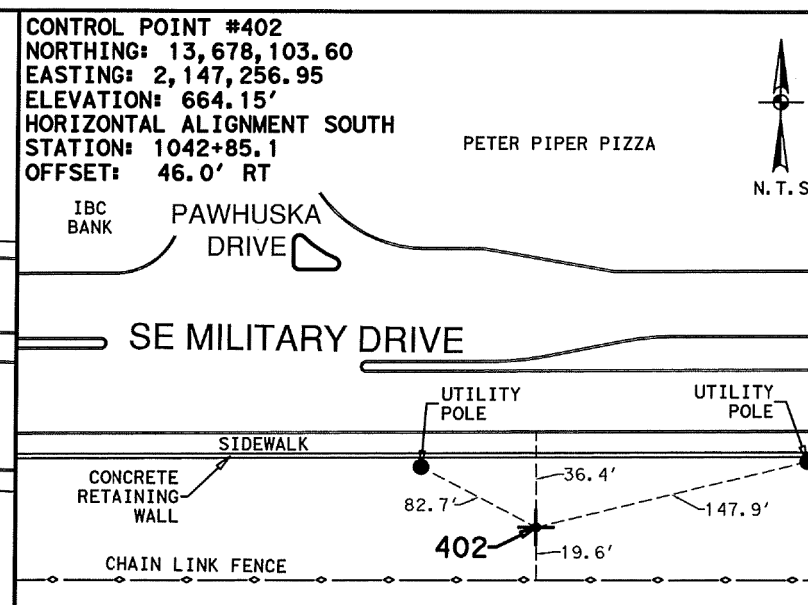 CONTROL POINT #402
NORTHING: 13,678,103.60
EASTING: 2,147,256.95
ELEVATION: 664.15'
HORIZONTAL ALIGNMENT SOUTH
STATION: 1042+85.1
OFFSET: 46.0' RT
PETER PIPER PIZZA
N.T.S
IBC
BANK
PAWHUSKA
DRIVE
SE MILITARY DRIVE
UTILITY
POLE
UTILITY
POLE
SIDEWALK
CONCRETE
RETAINING
WALL
36.4'
82.7'
147.9'
402
19.6'
CHAIN LINK FENCE